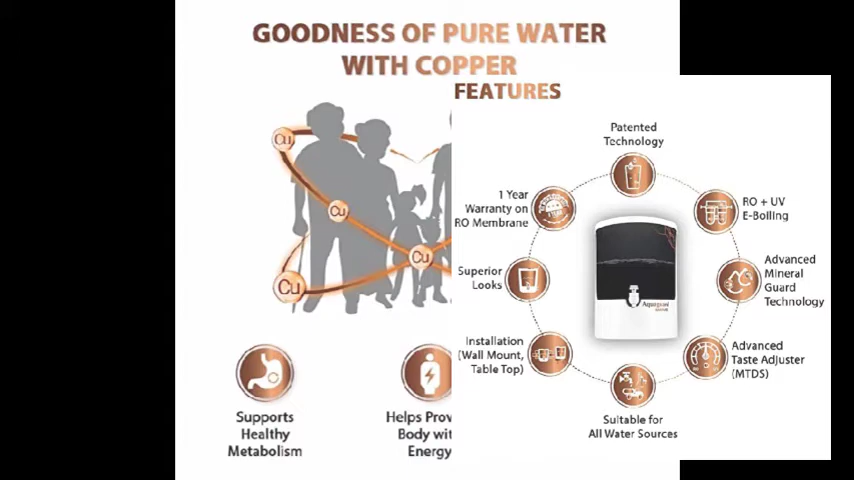 GOODNESS OF PURE WATER
WITH COPPER
FEATURES
Cu
Cu
Cu
Cu
Supports
Healthy
Metabolism
Helps Prov
Body wit
Energy
Patented
Technology
RO + UV
E-Boiling
Advanced
Mineral
Guard
Technology
Advanced
Taste Adjuster
(MTDS)
Suitable for
All Water Sources
Installation
(Wall Mount,
Table Top)
Superior
Looks
1 Year
Warranty on
RO Membrane
Aquaguard